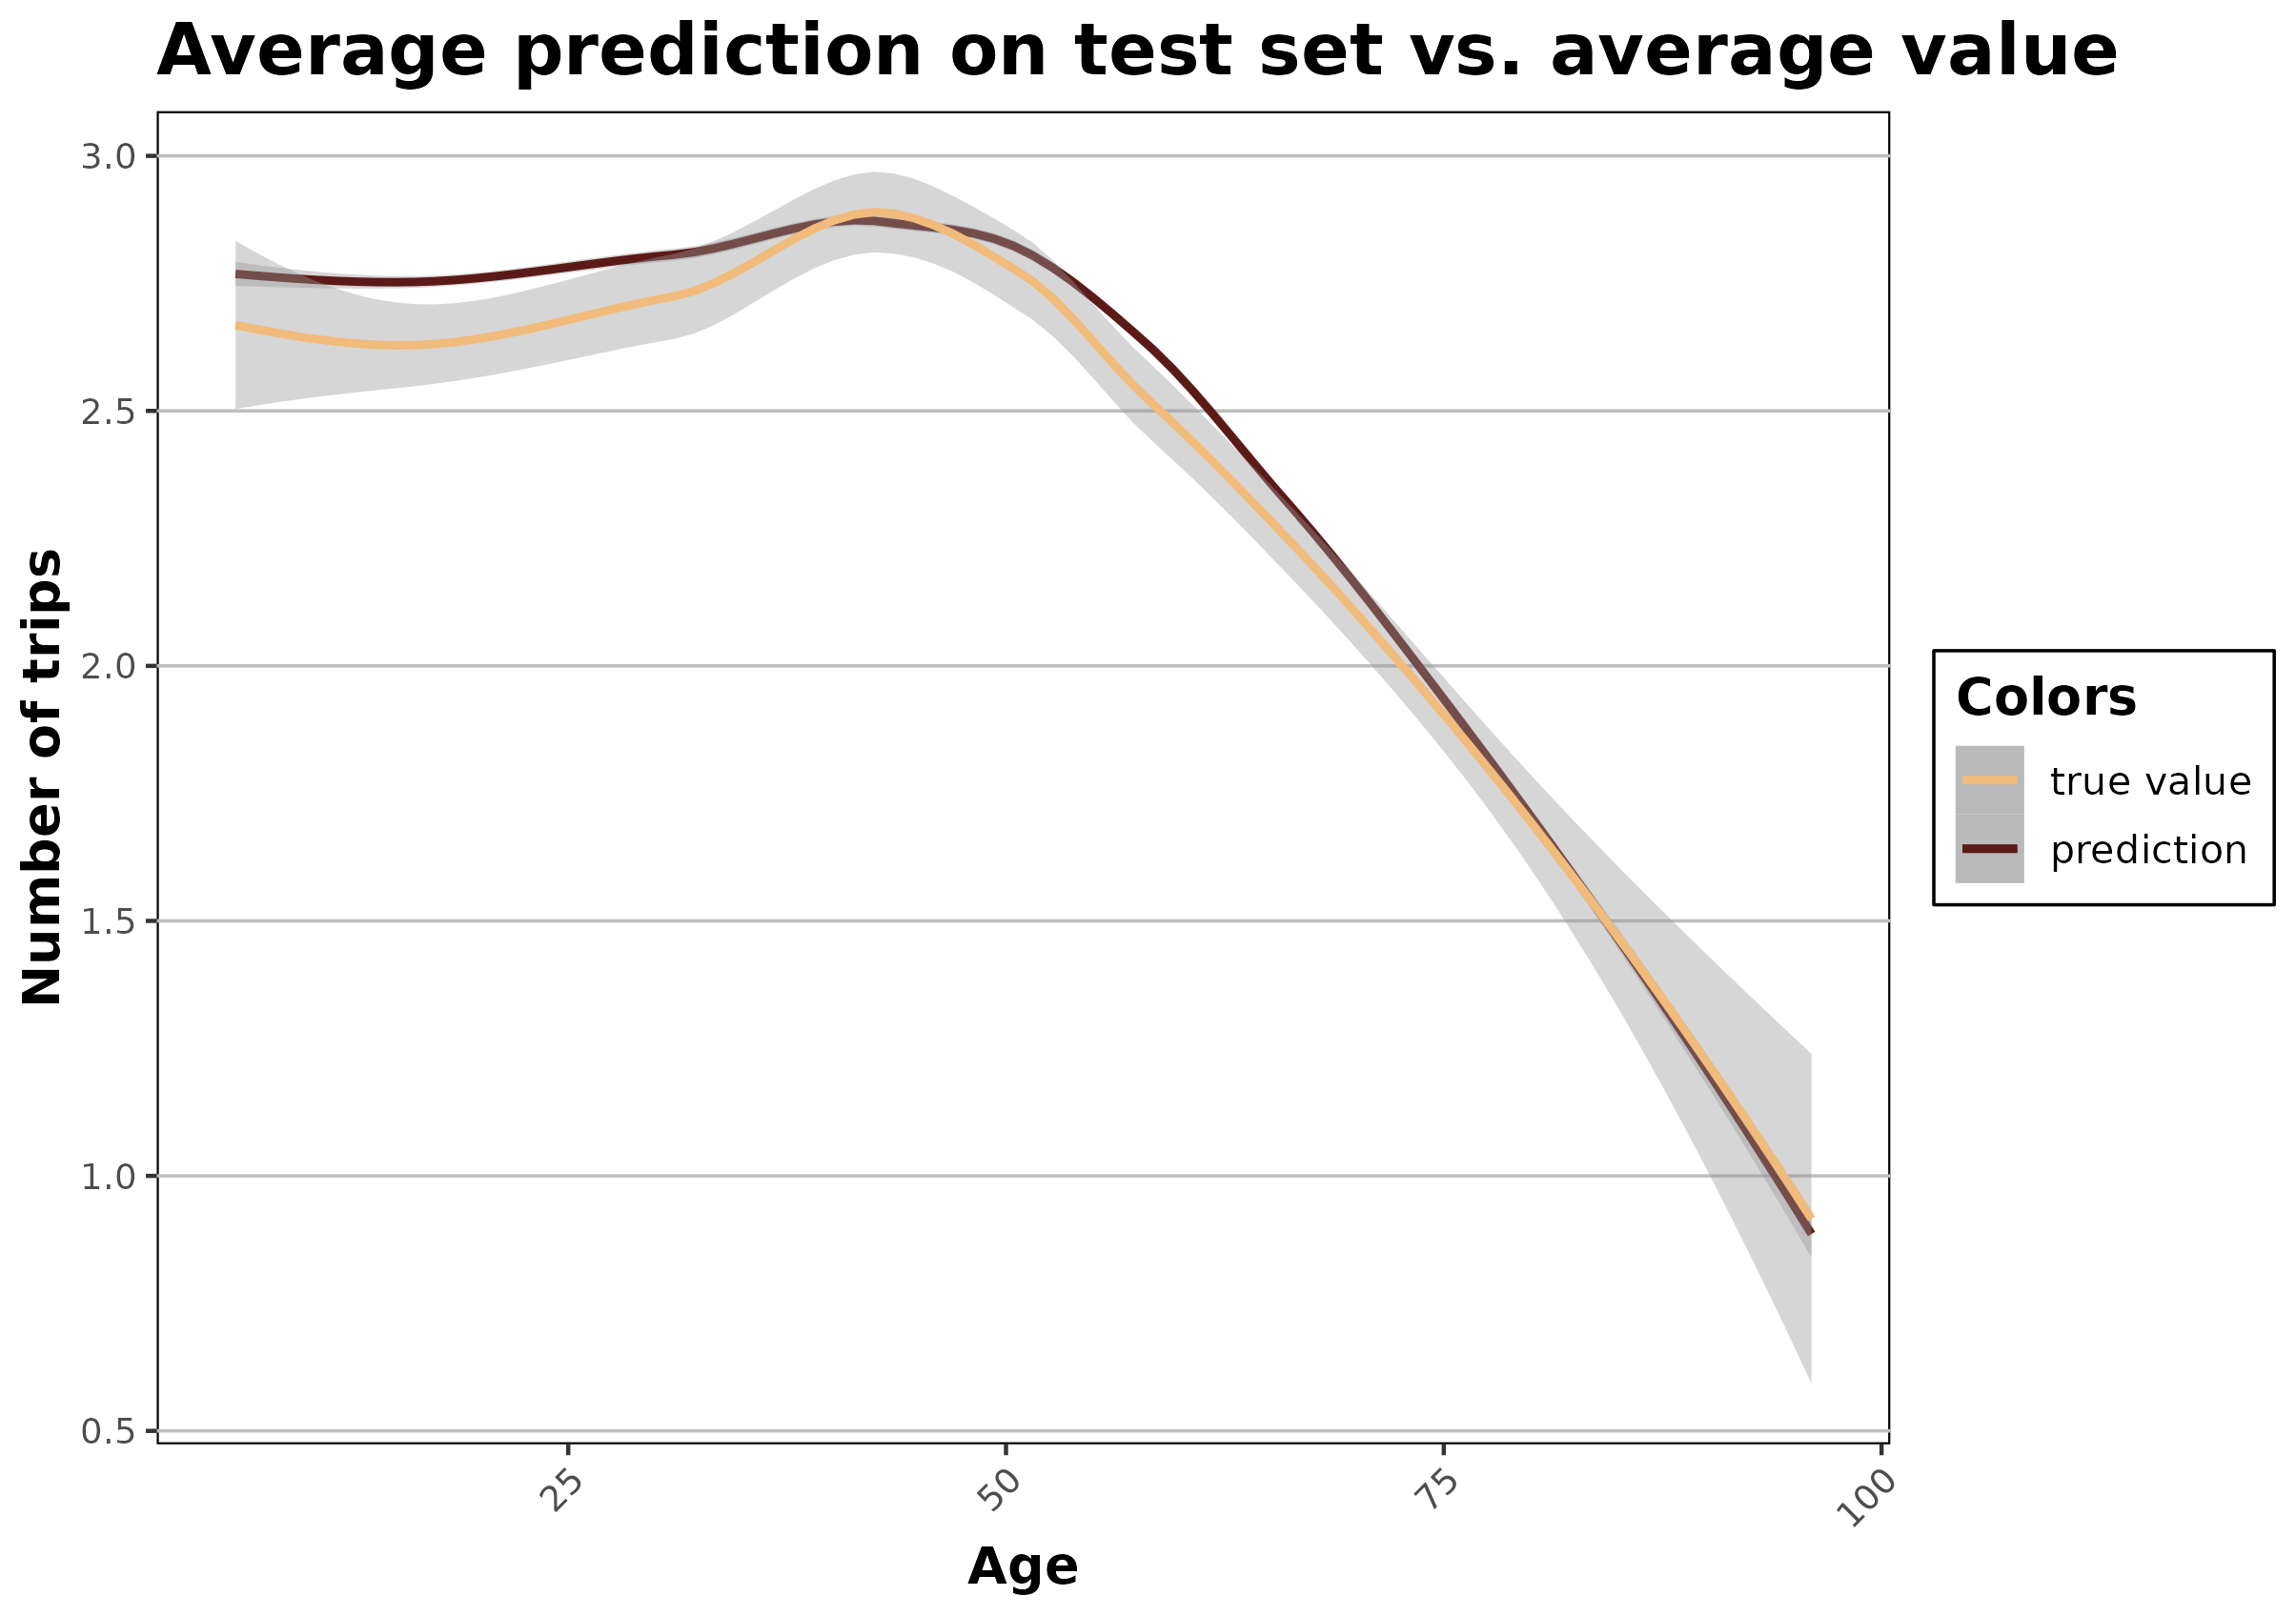 Average prediction on test set vs. average value
3.0
2.5
2.0
1.5
1.0
0.5
Number of trips
25
50
75
100
Age
Colors
true value
prediction